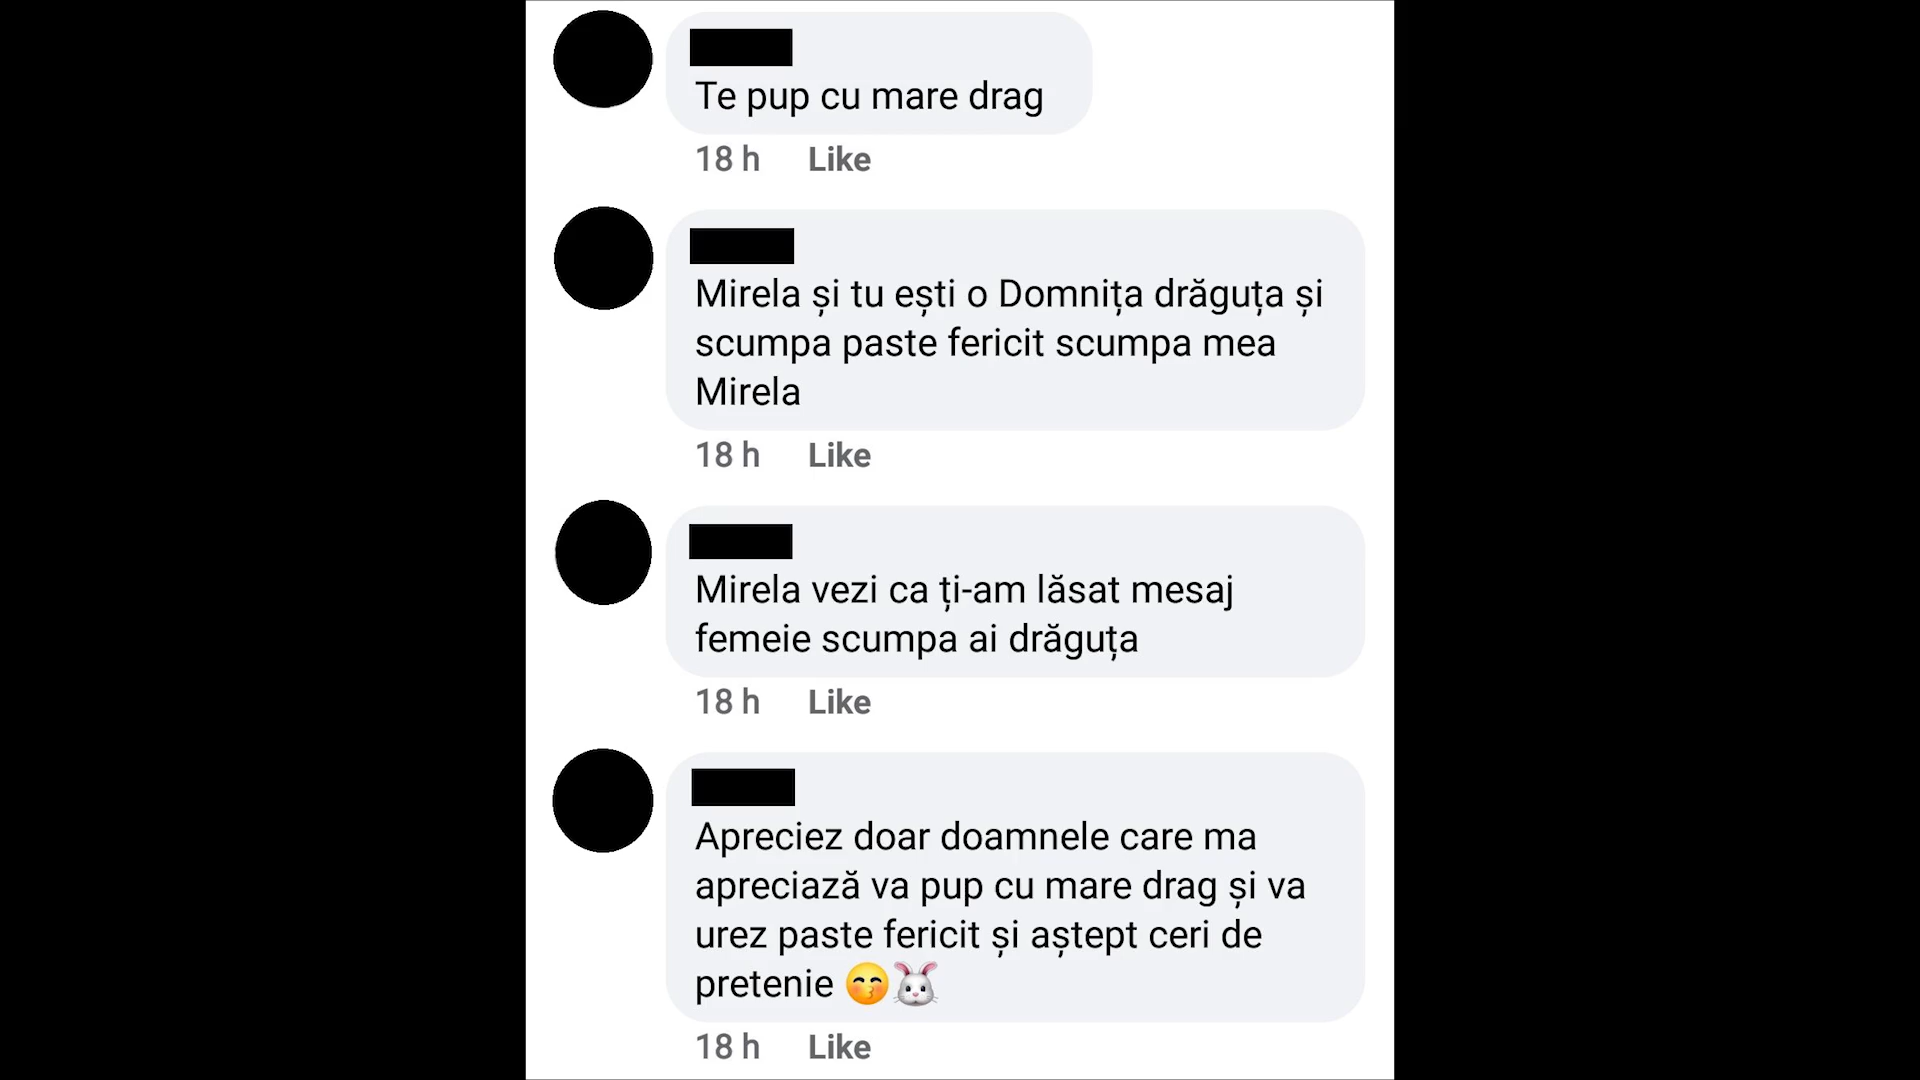 Te pup cu mare drag
18 h Like
Mirela și tu ești o Domnița drăguța și
scumpa paste fericit scumpa mea
Mirela
18 h Like
Mirela vezi ca ți-am lăsat mesaj
femeie scumpa ai drăguța
18 h Like
Apreciez doar doamnele care ma
apreciază va pup cu mare drag și va
urez paste fericit și aștept ceri de
pretenie 😙🐰
18 h Like